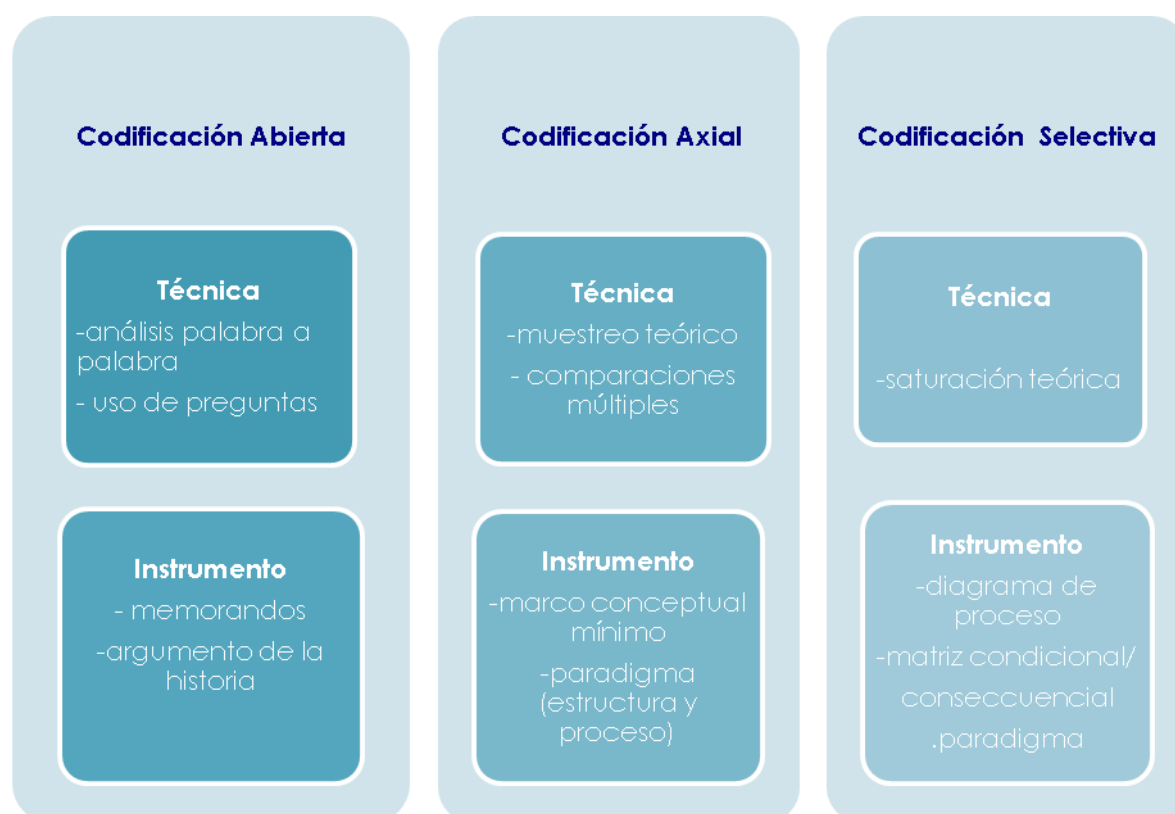 Codificación Abierta
Técnica
-análisis palabra a
palabra
- uso de preguntas
Instrumento
- memorandos
-argumento de la
historia
Codificación Axial
Técnica
-muestreo teórico
- comparaciones
múltiples
Instrumento
-marco conceptual
mínimo
-paradigma
(estructura y
proceso)
Codificación Selectiva
Técnica
-saturación teórica
Instrumento
-diagrama de
proceso
-matriz condicional/
conseccuencial
.paradigma